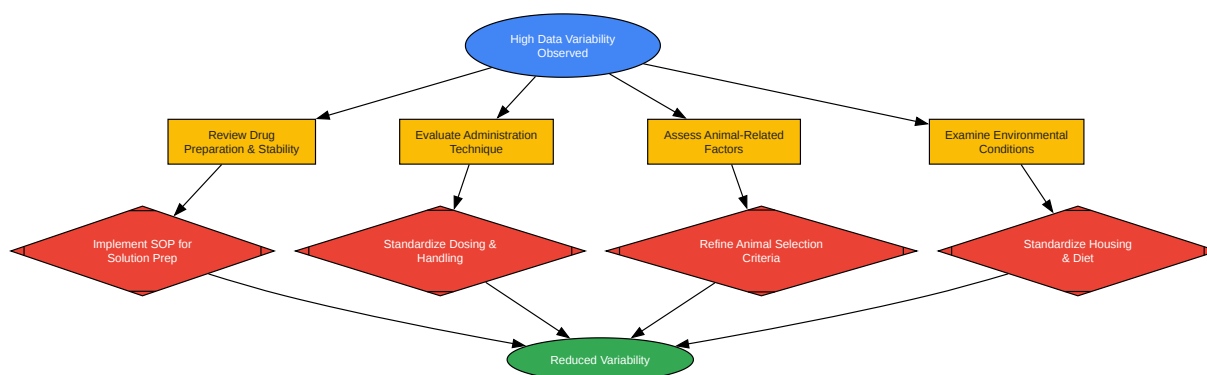 High Data Variability
Observed
Review Drug
Preparation & Stability
Evaluate Administration
Technique
Assess Animal-Related
Factors
Examine Environmental
Conditions
Implement SOP for
Solution Prep
Standardize Dosing &
Handling
Refine Animal Selection
Criteria
Standardize Housing
& Diet
Reduced Variability